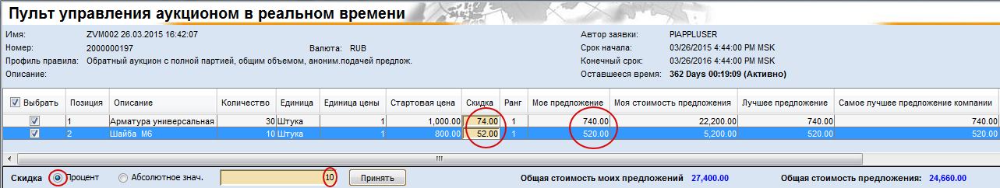 Пульт управления аукционом в реальном времени
Имя: ZVM002 26.03.2015 16:42:07 Автор заявки: PIAPPLUSER
Номер: 2000000197 Валюта: RUB Срок начала: 03/26/2015 4:44:00 PM MSK
Профиль правила: Обратный аукцион с полной партией, общим объемом, аноним.подачей предлож. Конечный срок: 03/26/2016 4:44:00 PM MSK
Описание: Оставшееся время: 362 Days 00:19:09 (Активно)
Выбрать Позиция Описание Количество Единица Единица цены Стартовая цена Скидка Ранг Мое предложение Моя стоимость предложения Лучшее предложение Самое лучшее предложение компании
1 Арматура универсальная 30 Штука 1 1,000.00 74.00 1 740.00 22,200.00 740.00 740.00
2 Шайба М6 10 Штука 1 800.00 52.00 1 520.00 5,200.00 520.00 520.00
Скидка Процент Абсолютное знач. 10 Принять Общая стоимость моих предложений 27,400.00 Общая стоимость предложения: 24,660.00